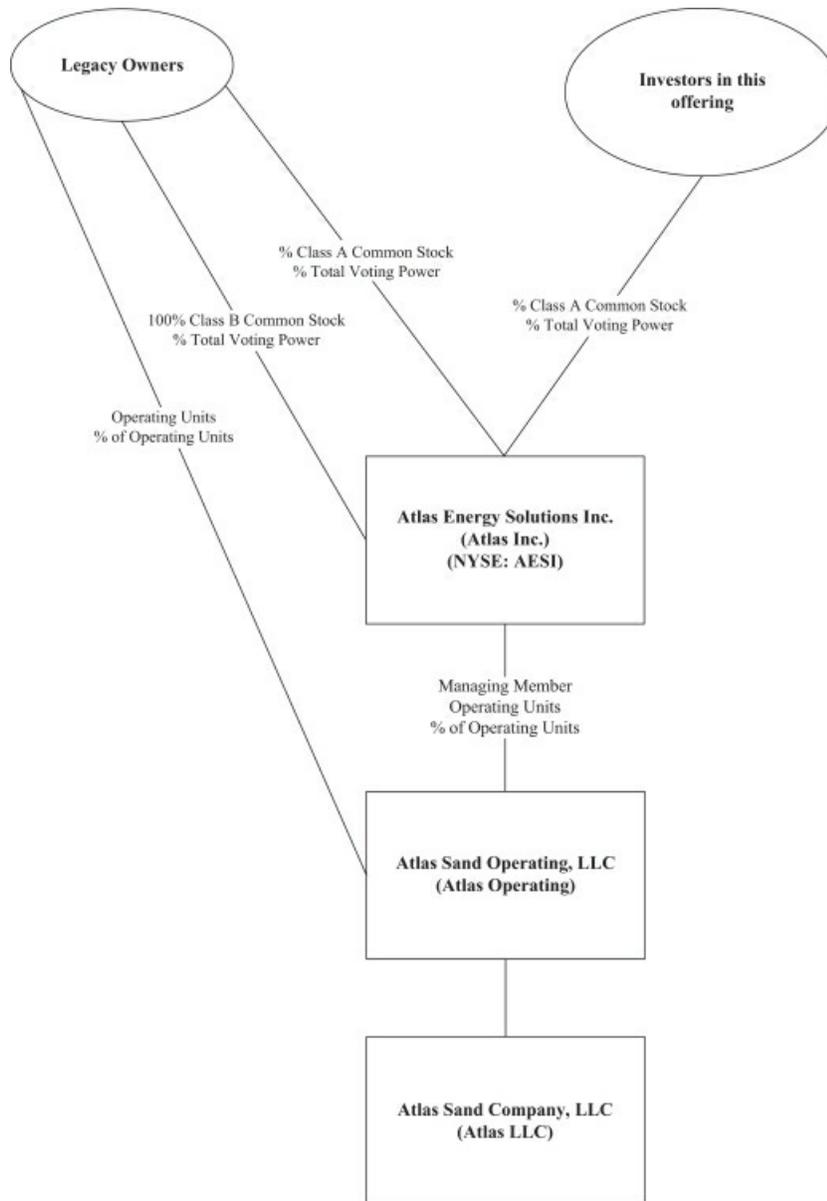 Legacy Owners
Investors in this
offering
% Class A Common Stock
% Total Voting Power
% Class A Common Stock
% Total Voting Power
100% Class B Common Stock
% Total Voting Power
Operating Units
% of Operating Units
Atlas Energy Solutions Inc.
(Atlas Inc.)
(NYSE: AESI)
Managing Member
Operating Units
% of Operating Units
Atlas Sand Operating, LLC
(Atlas Operating)
Atlas Sand Company, LLC
(Atlas LLC)